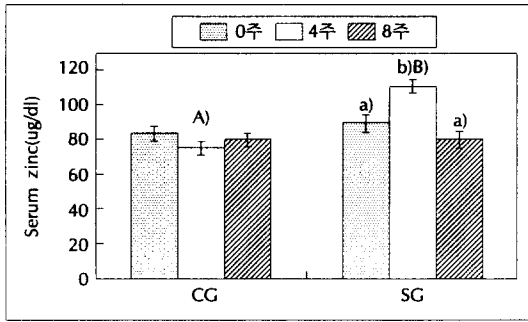 0주 4주 8주
Serum zinc(ug/dl)
120
100
80
60
40
20
0
A)
a)
b)B)
a)
CG SG